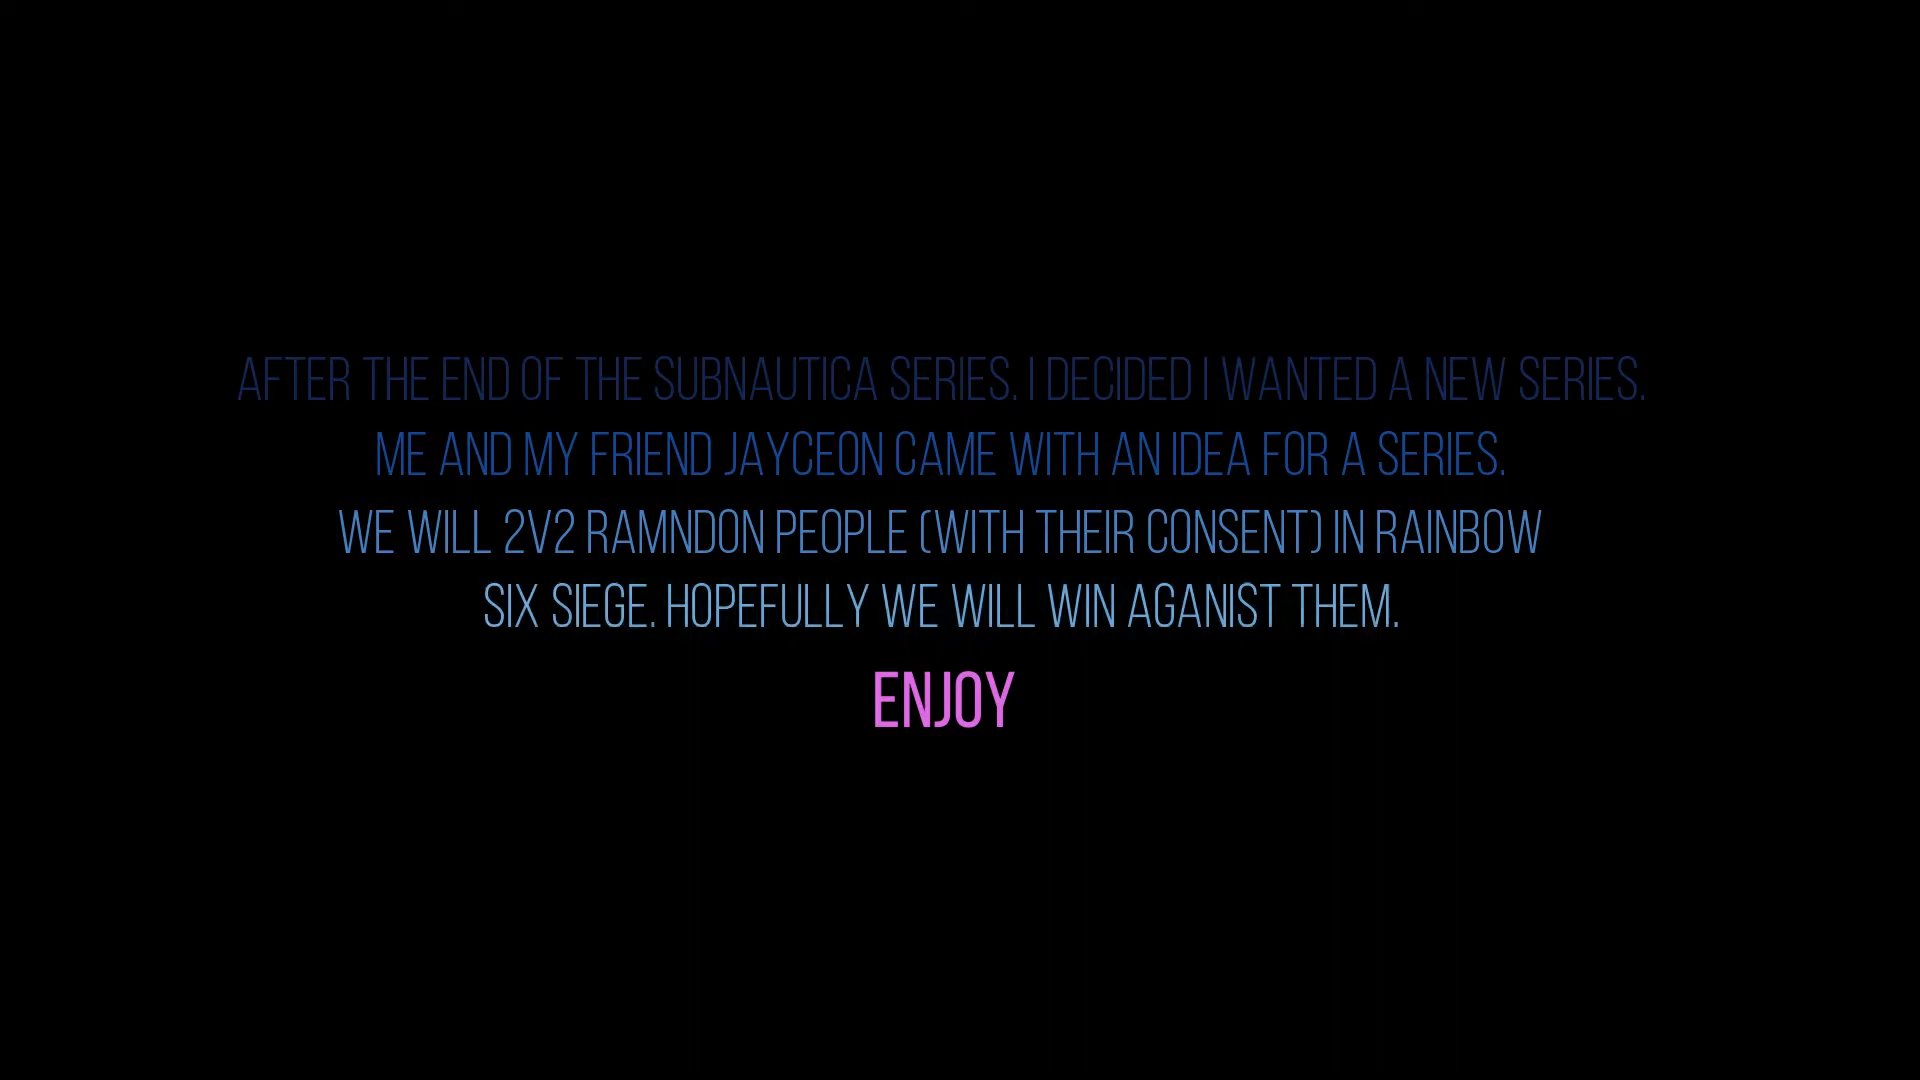 AFTER THE END OF THE SUBNAUTICA SERIES. I DECIDED I WANTED A NEW SERIES.
ME AND MY FRIEND JAYCEON CAME WITH AN IDEA FOR A SERIES.
WE WILL 2V2 RAMNDON PEOPLE (WITH THEIR CONSENT) IN RAINBOW
SIX SIEGE. HOPEFULLY WE WILL WIN AGANIST THEM.
ENJOY